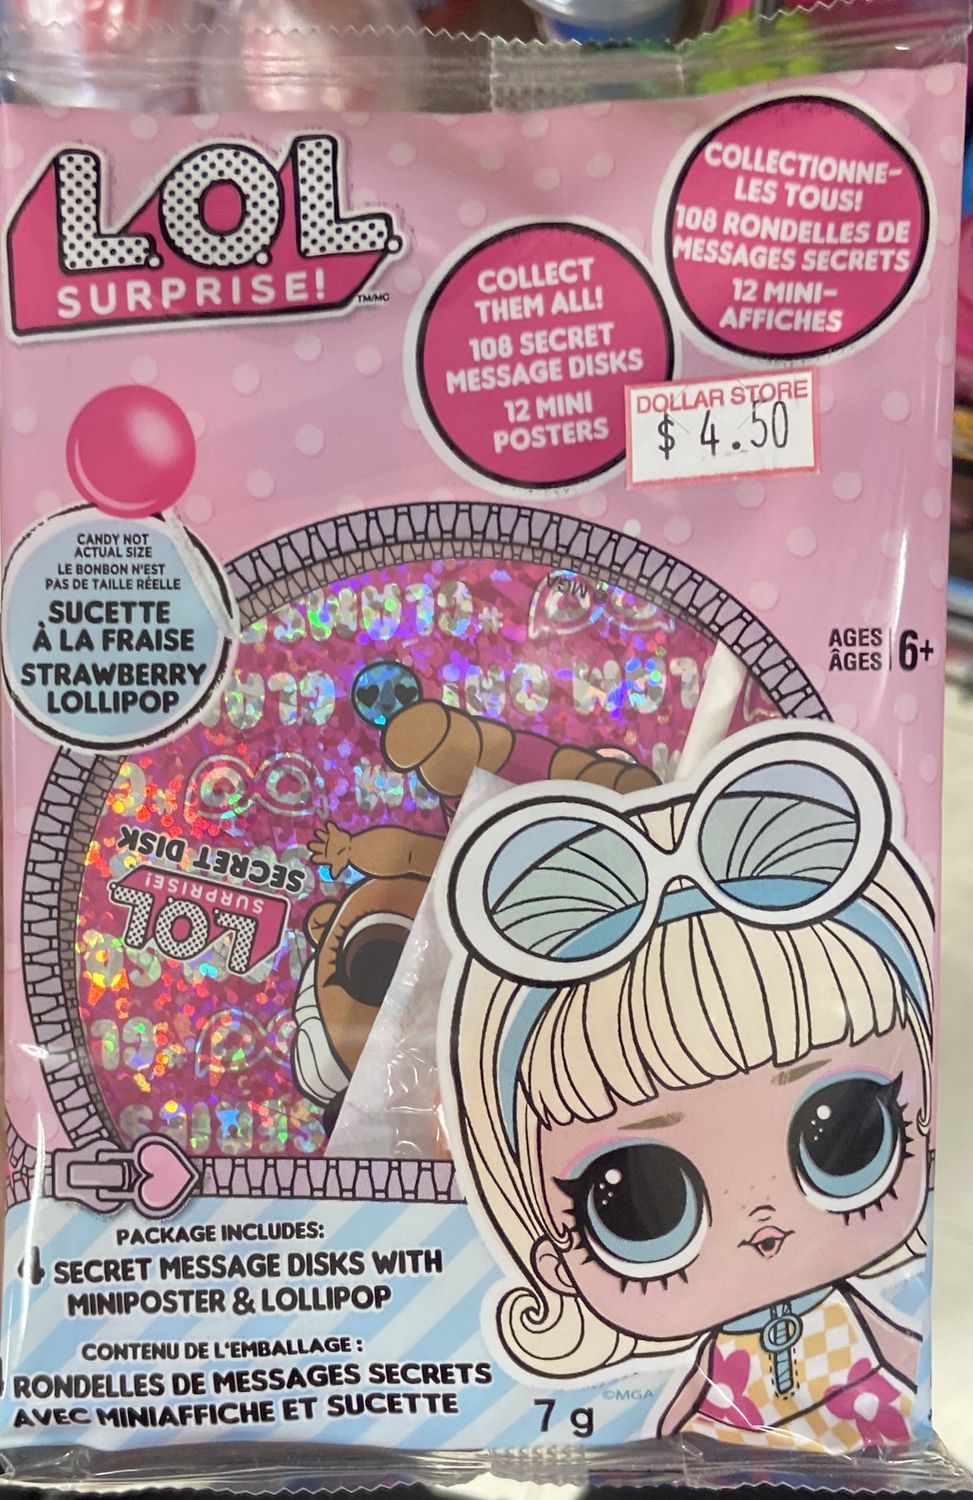 L.O.L.
SURPRISE!
TM/MC
COLLECTIONNE-
LES TOUS!
108 RONDELLES DE
MESSAGES SECRETS
12 MINI-
AFFICHES
COLLECT
THEM ALL!
108 SECRET
MESSAGE DISKS
12 MINI
POSTERS
DOLLAR STORE
$ 4.50
CANDY NOT
ACTUAL SIZE
LE BONBON N'EST
PAS DE TAILLE RÉELLE
SUCETTE
À LA FRAISE
STRAWBERRY
LOLLIPOP
AGES
ÂGES
6+
©MGA
SECRET DISK
L.O.L.
SURPRISE!
PACKAGE INCLUDES:
4 SECRET MESSAGE DISKS WITH
MINIPOSTER & LOLLIPOP
CONTENU DE L'EMBALLAGE :
RONDELLES DE MESSAGES SECRETS
AVEC MINIAFFICHE ET SUCETTE
7 g
©MGA